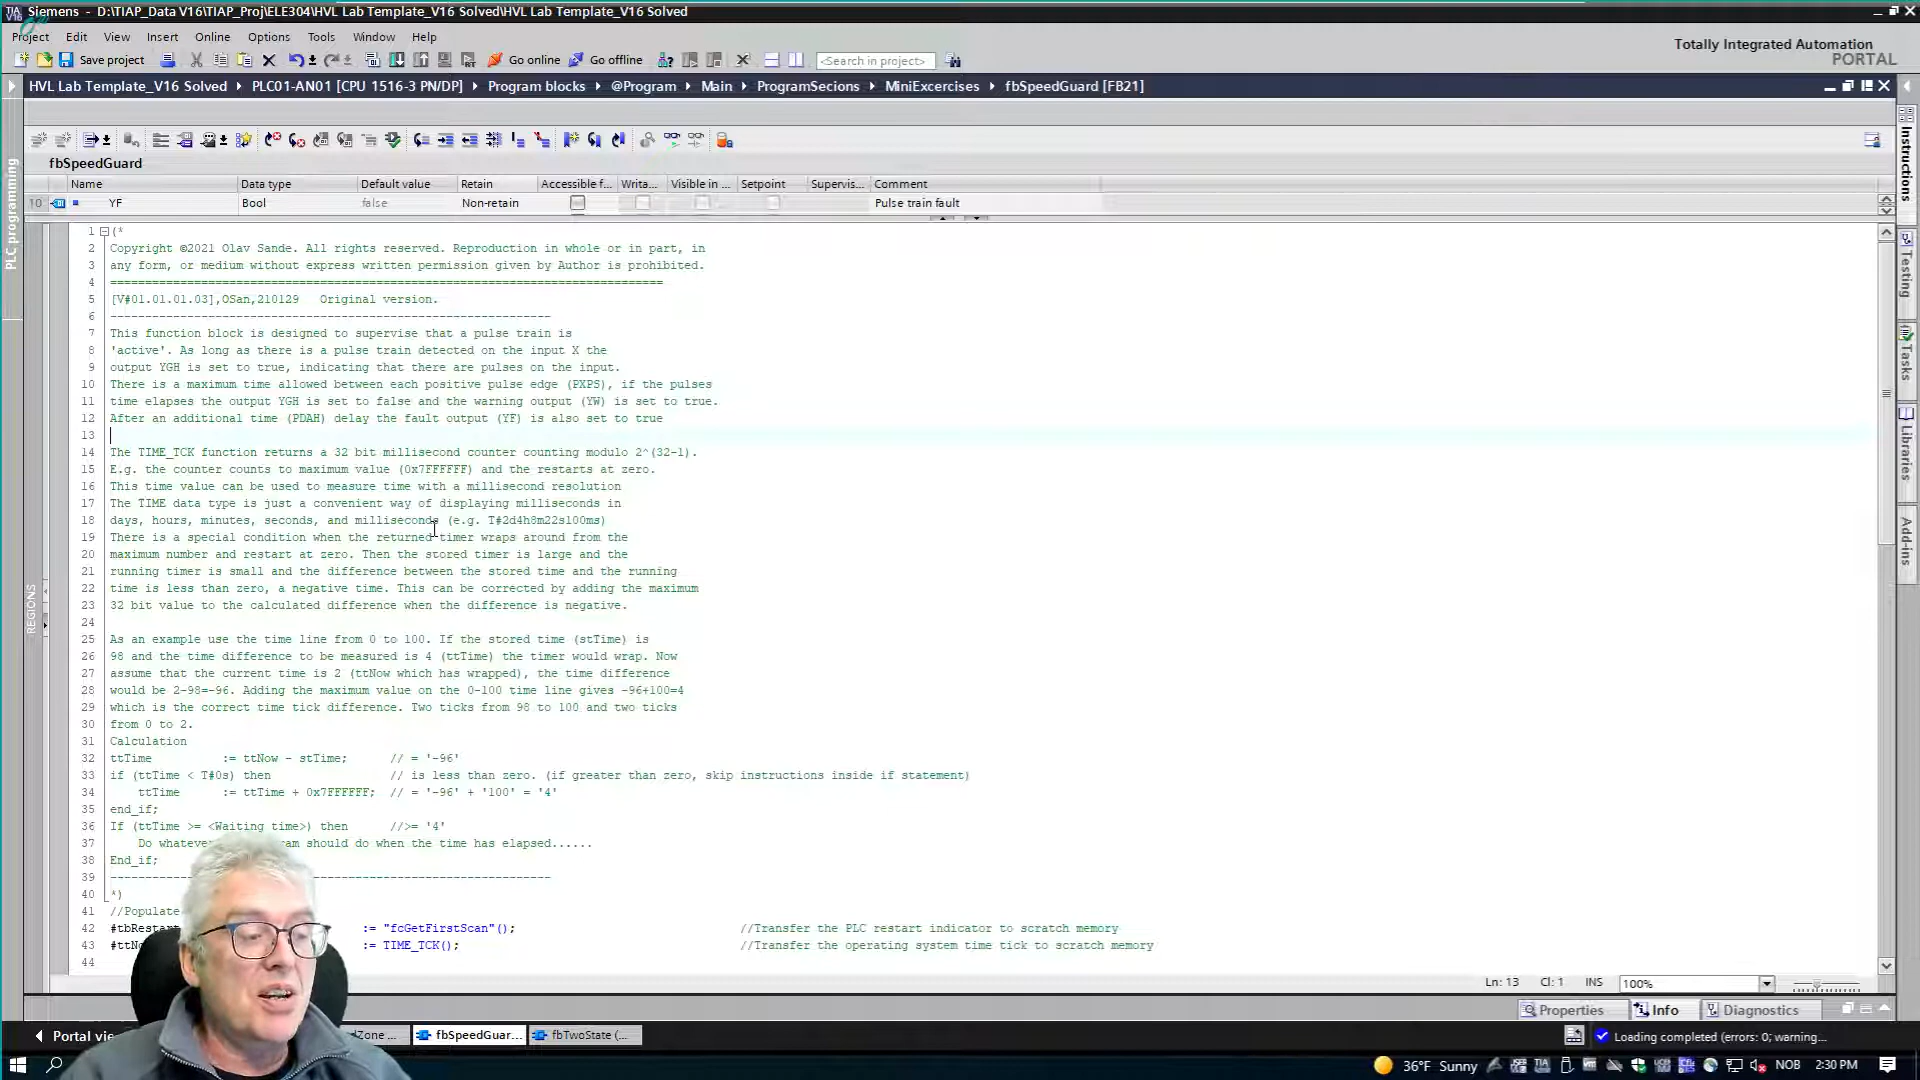 Siemens - D:\TIAP_Data V16\TIAP_Proj\ELE304\HVL Lab Template_V16 Solved\HVL Lab Template_V16 Solved
Project Edit View Insert Online Options Tools Window Help
Totally Integrated Automation
PORTAL
Save project Go online Go offline <Search in project>
HVL Lab Template_V16 Solved PLC01-AN01 [CPU 1516-3 PN/DP] Program blocks @Program Main ProgramSecions MiniExcercises fbSpeedGuard [FB21]
PLC programming
fbSpeedGuard
Name Data type Default value Retain Accessible f... Writa... Visible in ... Setpoint Supervis... Comment
10 YF Bool false Non-retain Pulse train fault
1 (*
2 Copyright ©2021 Olav Sande. All rights reserved. Reproduction in whole or in part, in
3 any form, or medium without express written permission given by Author is prohibited.
4 ===============================================================================
5 [V#01.01.01.03],OSan,210129 Original version.
6 ---------------------------------------------------------------
7 This function block is designed to supervise that a pulse train is
8 'active'. As long as there is a pulse train detected on the input X the
9 output YGH is set to true, indicating that there are pulses on the input.
10 There is a maximum time allowed between each positive pulse edge (PXPS), if the pulses
11 time elapses the output YGH is set to false and the warning output (YW) is set to true.
12 After an additional time (PDAH) delay the fault output (YF) is also set to true
13
14 The TIME_TCK function returns a 32 bit millisecond counter counting modulo 2^(32-1).
15 E.g. the counter counts to maximum value (0x7FFFFFF) and the restarts at zero.
16 This time value can be used to measure time with a millisecond resolution
17 The TIME data type is just a convenient way of displaying milliseconds in
18 days, hours, minutes, seconds, and milliseconds (e.g. T#2d4h8m22s100ms)
19 There is a special condition when the returned timer wraps around from the
20 maximum number and restart at zero. Then the stored timer is large and the
21 running timer is small and the difference between the stored time and the running
22 time is less than zero, a negative time. This can be corrected by adding the maximum
23 32 bit value to the calculated difference when the difference is negative.
24
25 As an example use the time line from 0 to 100. If the stored time (stTime) is
26 98 and the time difference to be measured is 4 (ttTime) the timer would wrap. Now
27 assume that the current time is 2 (ttNow which has wrapped), the time difference
28 would be 2-98=-96. Adding the maximum value on the 0-100 time line gives -96+100=4
29 which is the correct time tick difference. Two ticks from 98 to 100 and two ticks
30 from 0 to 2.
31 Calculation
32 ttTime := ttNow - stTime; // = '-96'
33 if (ttTime < T#0s) then // is less than zero. (if greater than zero, skip instructions inside if statement)
34 ttTime := ttTime + 0x7FFFFFF; // = '-96' + '100' = '4'
35 end_if;
36 If (ttTime >= <Waiting time>) then //>= '4'
37 Do whatever should do when the time has elapsed......
38 End_if;
39 ---------------------------------------------------------------
40 *)
41 //Populate
42 #tbRestar := "fcGetFirstScan"(); //Transfer the PLC restart indicator to scratch memory
43 #ttNo := TIME_TCK(); //Transfer the operating system time tick to scratch memory
44
REGIONS
Instructions
Testing
Tasks
Libraries
Add-ins
Ln: 13 Cl: 1 INS 100%
Properties Info Diagnostics
Portal vie Zone ... fbSpeedGuar... fbTwoState (... Loading completed (errors: 0; warning...
36°F Sunny NOB 2:30 PM